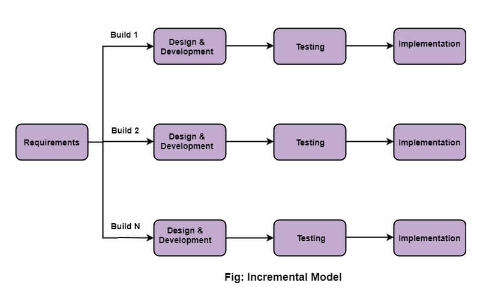 Build 1
Design &
Development
Testing
Implementation
Requirements
Build 2
Design &
Development
Testing
Implementation
Build N
Design &
Development
Testing
Implementation
Fig: Incremental Model